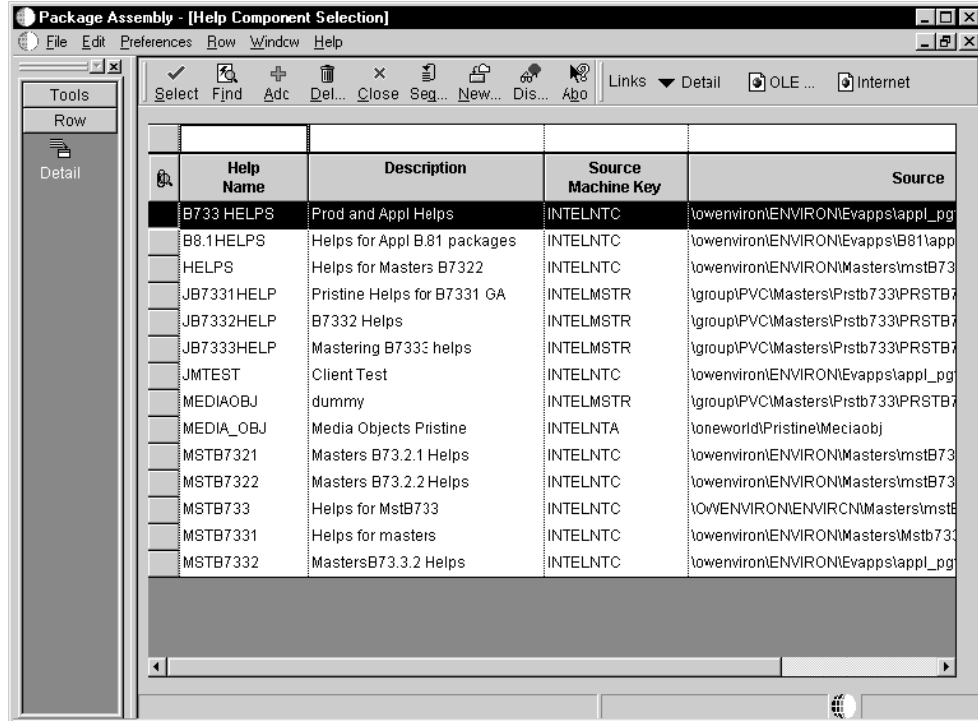 Package Assembly - [Help Component Selection]
File Edit Preferences Row Windcw Help
Tools
Row
Detail
Select Find Adc Del... Close Seq... New... Dis... Abo Links Detail OLE ... Internet
Help Name Description Source Machine Key Source
B733 HELPS Prod and Appl Helps INTELNTC \owenviron\ENVIRON\Evapps\appl_pg
B8.1HELPS Helps for Appl B.81 packages INTELNTC \owenviron\ENVIRON\Evapps\B81\app
HELPS Helps for Masters B7322 INTELNTC \owenviron\ENVIRON\Masters\mstB73
JB7331HELP Pristine Helps for B7331 GA INTELMSTR \group\PVC\Masters\Prstb733\PRSTB7
JB7332HELP B7332 Helps INTELMSTR \group\PVC\Masters\Prstb733\PRSTB7
JB7333HELP Mastering B7333 helps INTELMSTR \group\PVC\Masters\Prstb733\PRSTB7
JMTEST Client Test INTELNTC \owenviron\ENVIRON\Evapps\appl_pg
MEDIAOBJ dummy INTELMSTR \group\PVC\Masters\Prstb733\PRSTB7
MEDIA_OBJ Media Objects Pristine INTELNTA \oneworld\Pristine\Meciaobj
MSTB7321 Masters B73.2.1 Helps INTELNTC \owenviron\ENVIRON\Masters\mstB73
MSTB7322 Masters B73.2.2 Helps INTELNTC \owenviron\ENVIRON\Masters\mstB73
MSTB733 Helps for MstB733 INTELNTC \OWENVIRON\ENVIRCN\Masters\mst
MSTB7331 Helps for masters INTELNTC \owenviron\ENVIRON\Masters\Mstb73
MSTB7332 MastersB73.3.2 Helps INTELNTC \owenviron\ENVIRON\Evapps\appl_pg